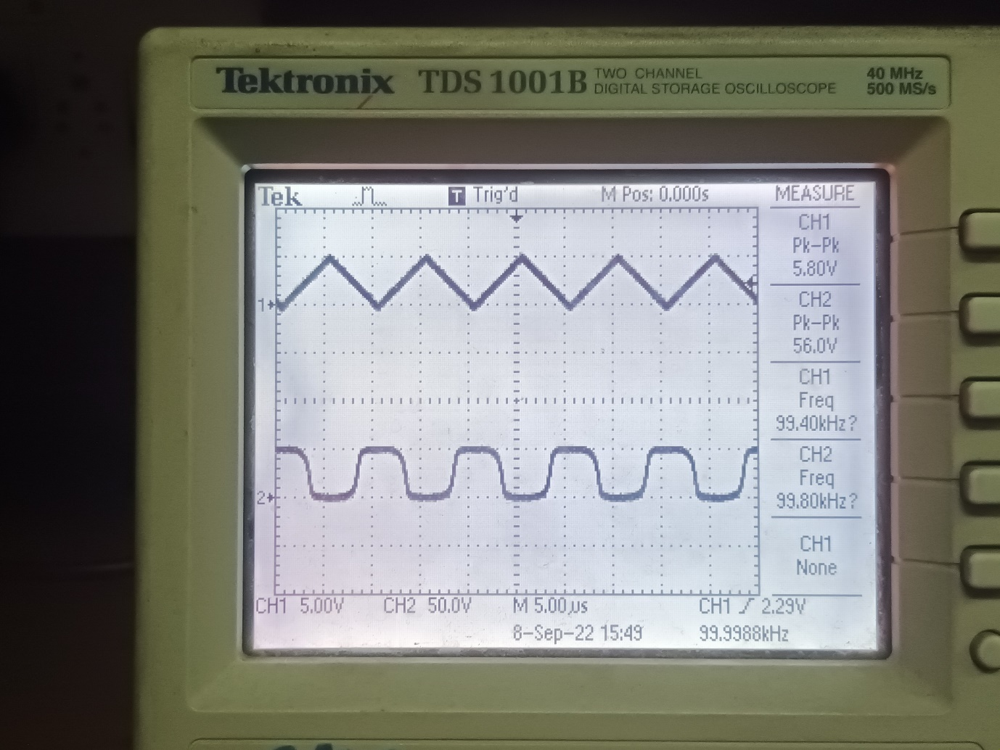 Tektronix TDS 1001B TWO CHANNEL DIGITAL STORAGE OSCILLOSCOPE 40 MHz 500 MS/s
Tek T Trig'd M Pos: 0.000s MEASURE
CH1
Pk-Pk
5.80V
CH2
Pk-Pk
56.0V
CH1
Freq
99.40kHz?
CH2
Freq
99.80kHz?
CH1
None
1
2
CH1 5.00V CH2 50.0V M 5.00µs CH1 2.29V
8-Sep-22 15:49 99.9988kHz